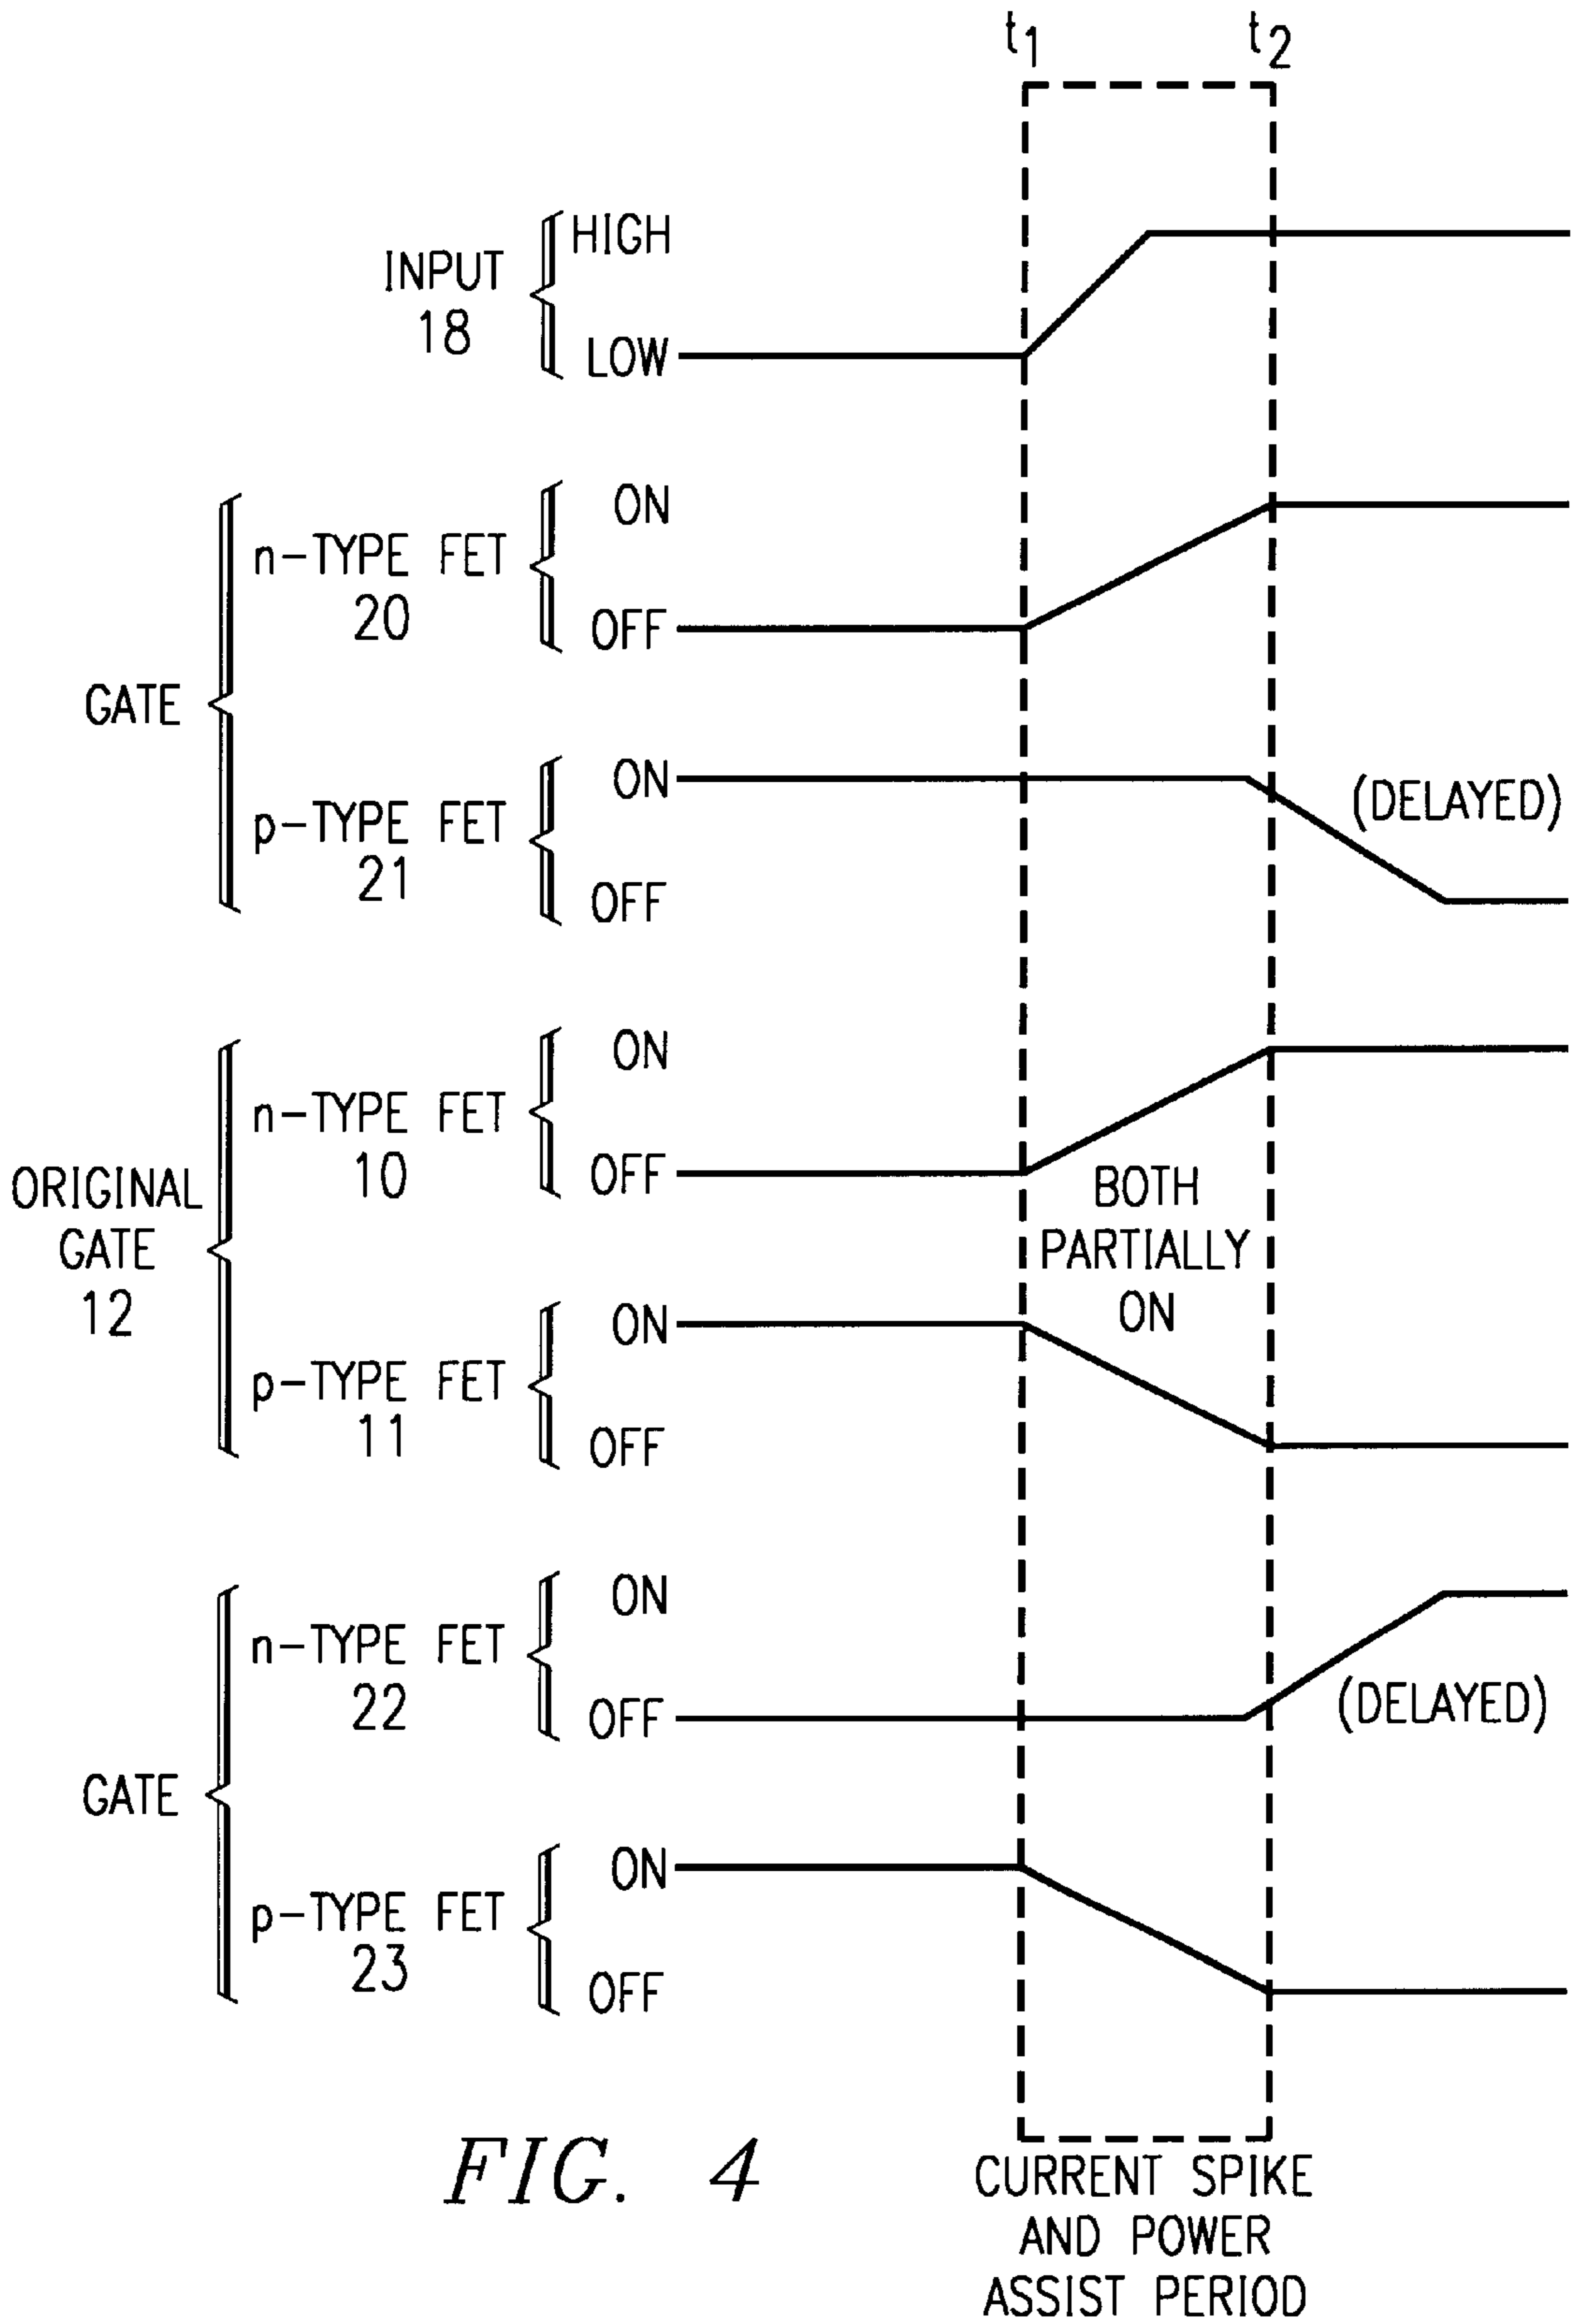 t1 t2
HIGH
INPUT
18
LOW
ON
n-TYPE FET
20
OFF
GATE
ON
(DELAYED)
p-TYPE FET
21
OFF
ON
n-TYPE FET
10
OFF
ORIGINAL
GATE
12
BOTH
PARTIALLY
ON
ON
p-TYPE FET
11
OFF
ON
n-TYPE FET
22
OFF
(DELAYED)
GATE
ON
p-TYPE FET
23
OFF
FIG. 4
CURRENT SPIKE
AND POWER
ASSIST PERIOD